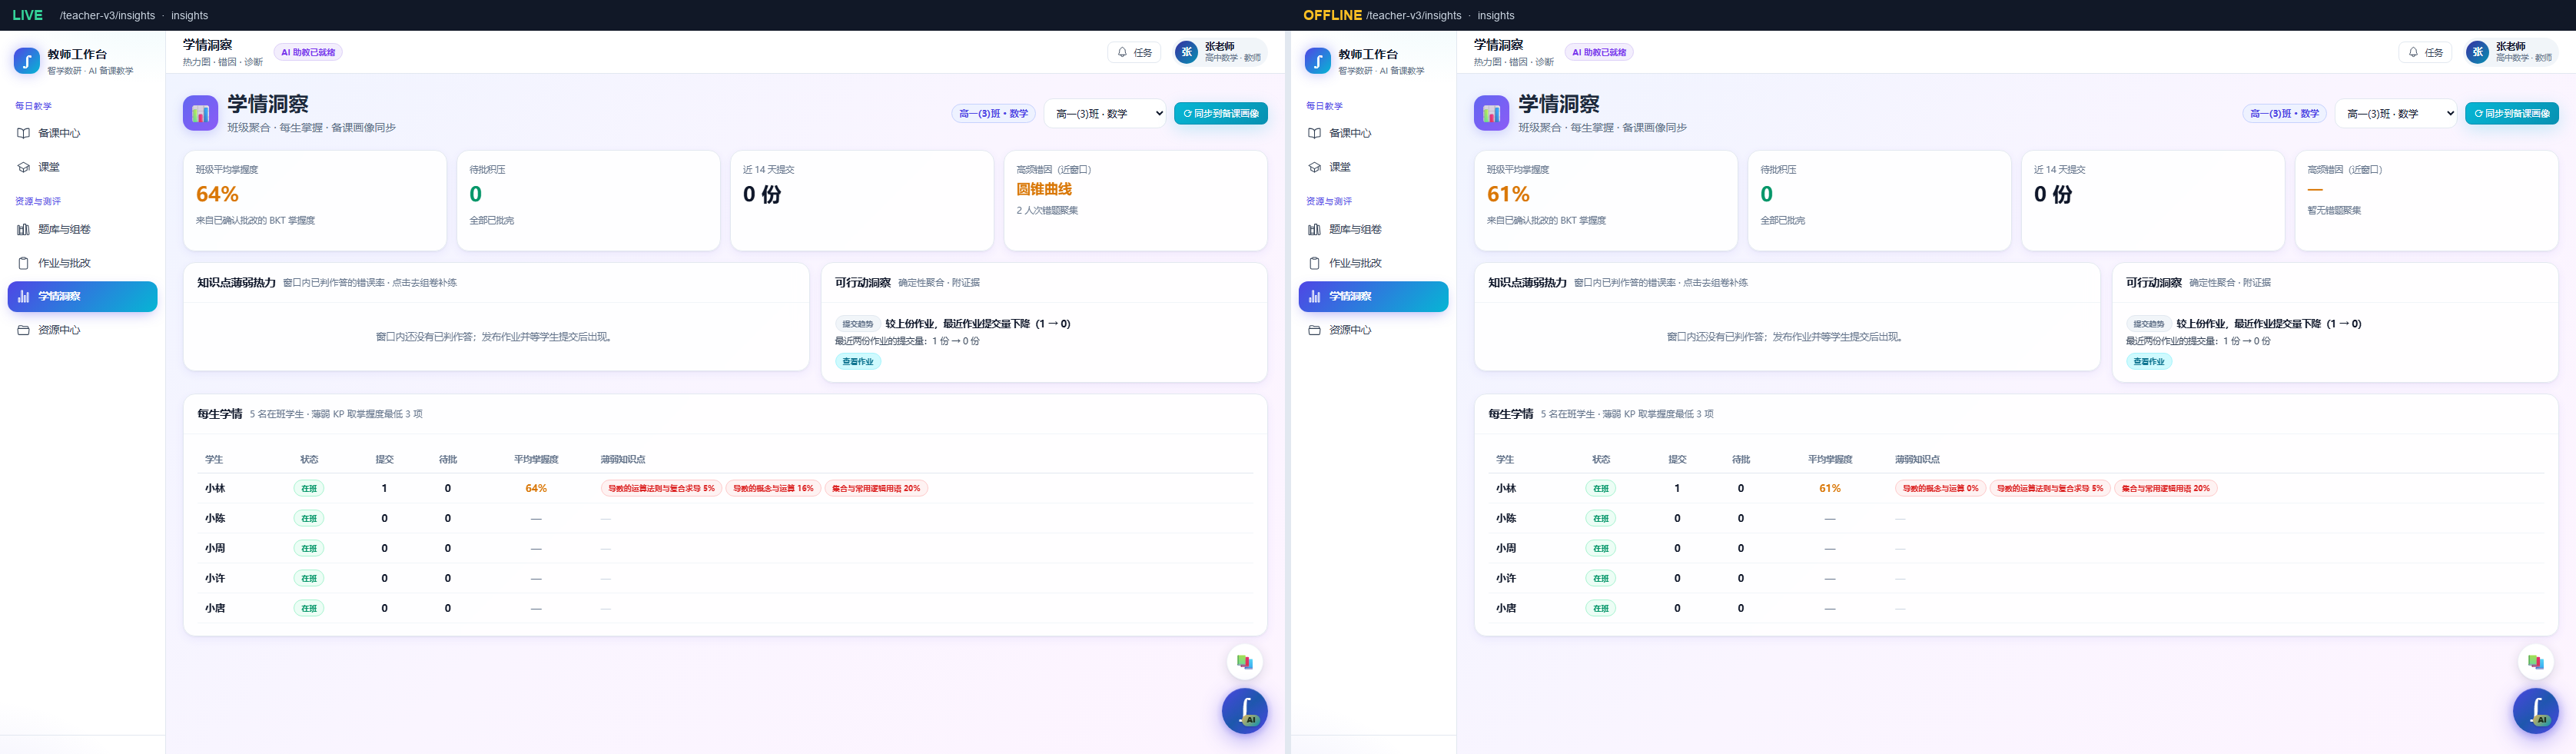 LIVE /teacher-v3/insights · insights
教师工作台
智学数研 · AI 备课教学
每日教学
备课中心
课堂
资源与测评
题库与组卷
作业与批改
学情洞察
资源中心
学情洞察
热力图 · 错因 · 诊断
AI 助教已就绪
任务
张
张老师
高中数学 · 教师
学情洞察
班级聚合 · 每生掌握 · 备课画像同步
高一(3)班 · 数学
高一(3)班 · 数学
同步到备课画像
班级平均掌握度
64%
来自已确认批改的 BKT 掌握度
待批积压
0
全部已批完
近 14 天提交
0 份
高频错因（近窗口）
圆锥曲线
2 人次错题聚集
知识点薄弱热力 窗口内已判作答的错误率 · 点击去组卷补练
窗口内还没有已判作答；发布作业并等学生提交后出现。
可行动洞察 确定性聚合 · 附证据
提交趋势 较上份作业，最近作业提交量下降（1 → 0）
最近两份作业的提交量：1 份 → 0 份
查看作业
每生学情 5 名在班学生 · 薄弱 KP 取掌握度最低 3 项
学生 状态 提交 待批 平均掌握度 薄弱知识点
小林 在班 1 0 64% 导数的运算法则与复合求导 5% 导数的概念与运算 16% 集合与常用逻辑用语 20%
小陈 在班 0 0 — —
小周 在班 0 0 — —
小许 在班 0 0 — —
小唐 在班 0 0 — —
AI
OFFLINE /teacher-v3/insights · insights
教师工作台
智学数研 · AI 备课教学
每日教学
备课中心
课堂
资源与测评
题库与组卷
作业与批改
学情洞察
资源中心
学情洞察
热力图 · 错因 · 诊断
AI 助教已就绪
任务
张
张老师
高中数学 · 教师
学情洞察
班级聚合 · 每生掌握 · 备课画像同步
高一(3)班 · 数学
高一(3)班 · 数学
同步到备课画像
班级平均掌握度
61%
来自已确认批改的 BKT 掌握度
待批积压
0
全部已批完
近 14 天提交
0 份
高频错因（近窗口）
—
暂无错题聚集
知识点薄弱热力 窗口内已判作答的错误率 · 点击去组卷补练
窗口内还没有已判作答；发布作业并等学生提交后出现。
可行动洞察 确定性聚合 · 附证据
提交趋势 较上份作业，最近作业提交量下降（1 → 0）
最近两份作业的提交量：1 份 → 0 份
查看作业
每生学情 5 名在班学生 · 薄弱 KP 取掌握度最低 3 项
学生 状态 提交 待批 平均掌握度 薄弱知识点
小林 在班 1 0 61% 导数的概念与运算 0% 导数的运算法则与复合求导 5% 集合与常用逻辑用语 20%
小陈 在班 0 0 — —
小周 在班 0 0 — —
小许 在班 0 0 — —
小唐 在班 0 0 — —
AI